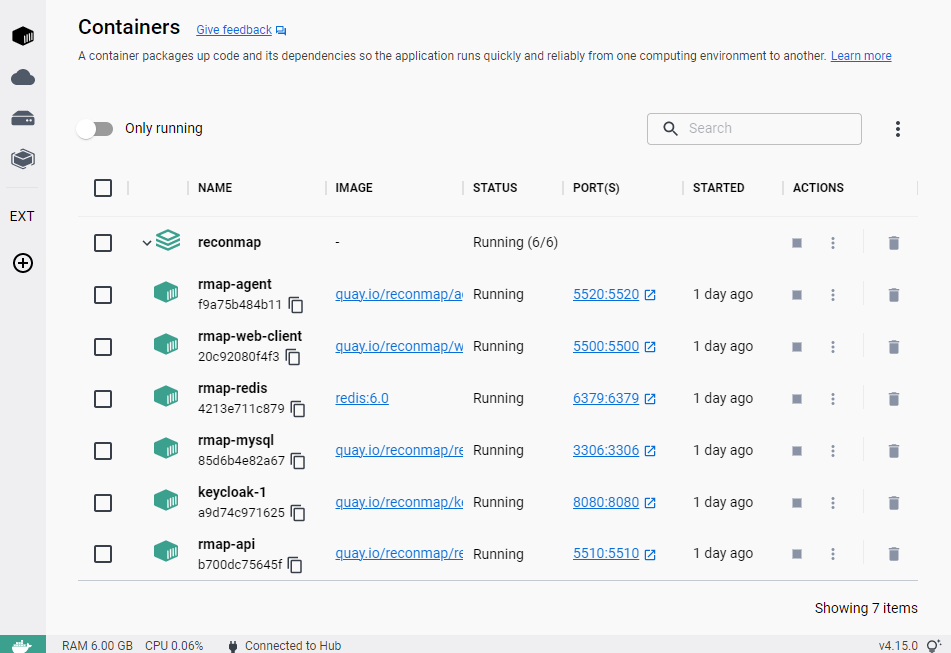 Containers Give feedback
A container packages up code and its dependencies so the application runs quickly and reliably from one computing environment to another. Learn more
Only running Search
NAME IMAGE STATUS PORT(S) STARTED ACTIONS
EXT
reconmap - Running (6/6)
rmap-agent
f9a75b484b11 quay.io/reconmap/a Running 5520:5520 1 day ago
rmap-web-client
20c92080f4f3 quay.io/reconmap/w Running 5500:5500 1 day ago
rmap-redis
4213e711c879 redis:6.0 Running 6379:6379 1 day ago
rmap-mysql
85d6b4e82a67 quay.io/reconmap/re Running 3306:3306 1 day ago
keycloak-1
a9d74c971625 quay.io/reconmap/k Running 8080:8080 1 day ago
rmap-api
b700dc75645f quay.io/reconmap/re Running 5510:5510 1 day ago
Showing 7 items
RAM 6.00 GB CPU 0.06% Connected to Hub v4.15.0